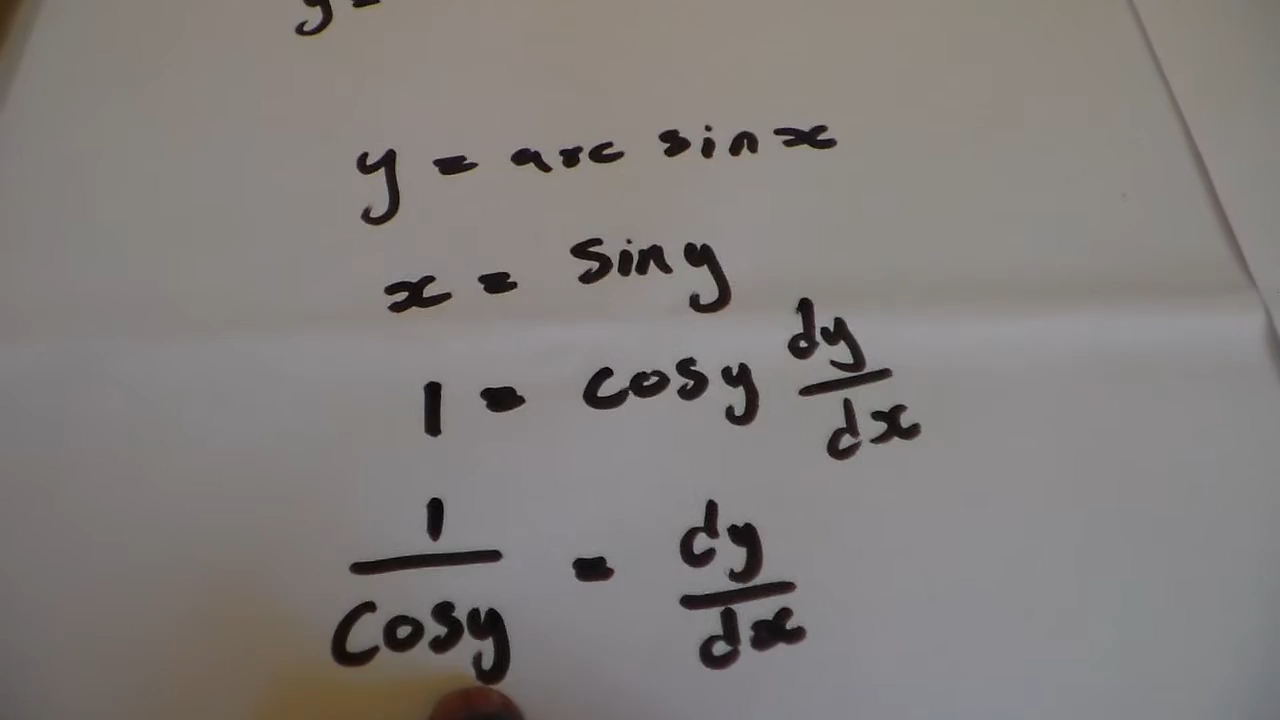 y=
y = arc sin x
x = sin y
1 = cos y dy/dx
1/cos y = dy/dx